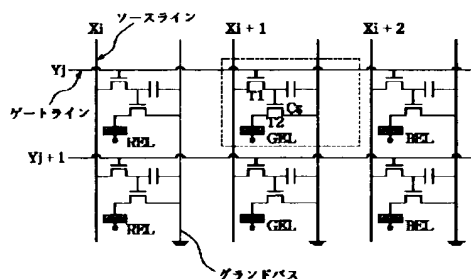 Xi ソースライン Xi + 1 Xi + 2
Yj
ゲートライン
T1
Cs
T2
REL GEL BEL
Yj + 1
REL GEL BEL
グランドバス